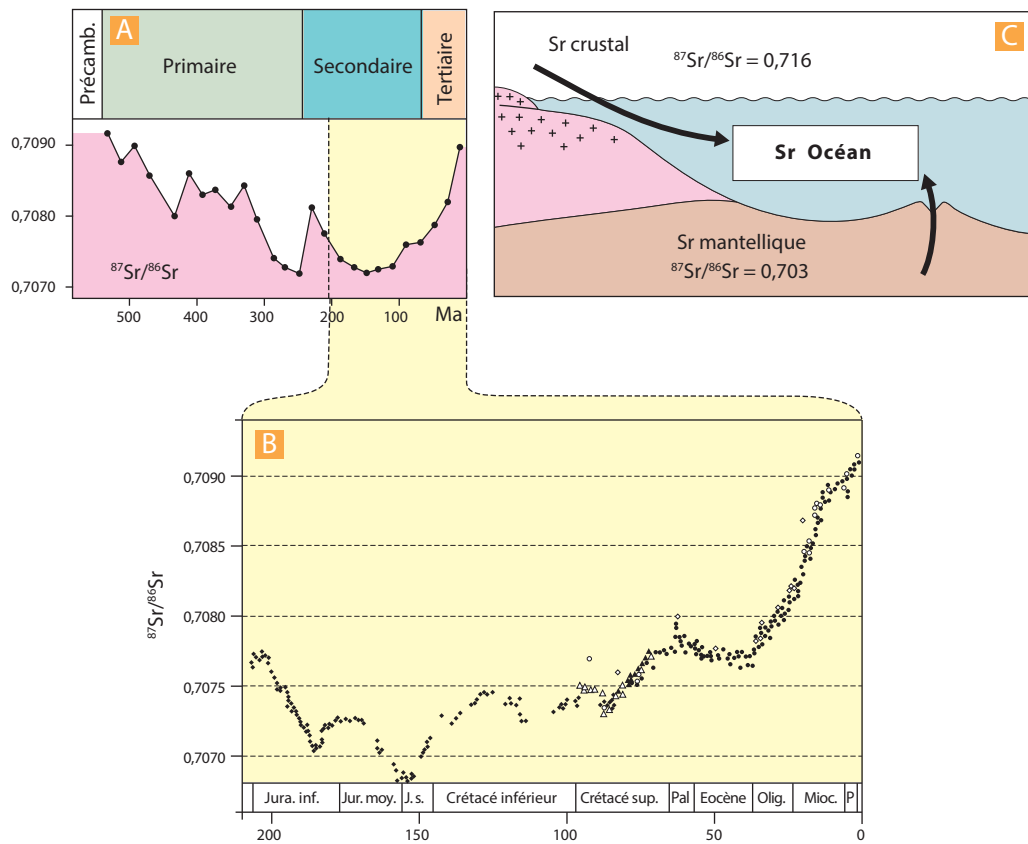 A
Précamb.
Primaire
Secondaire
Tertiaire
0,7090
0,7080
0,7070
⁸⁷Sr/⁸⁶Sr
500 400 300 200 100 Ma
C
Sr crustal
⁸⁷Sr/⁸⁶Sr = 0,716
Sr Océan
Sr mantellique
⁸⁷Sr/⁸⁶Sr = 0,703
B
⁸⁷Sr/⁸⁶Sr
0,7090
0,7085
0,7080
0,7075
0,7070
Jura. inf. Jur. moy. J. s. Crétacé inférieur Crétacé sup. Pal Eocène Olig. Mioc. P
200 150 100 50 0